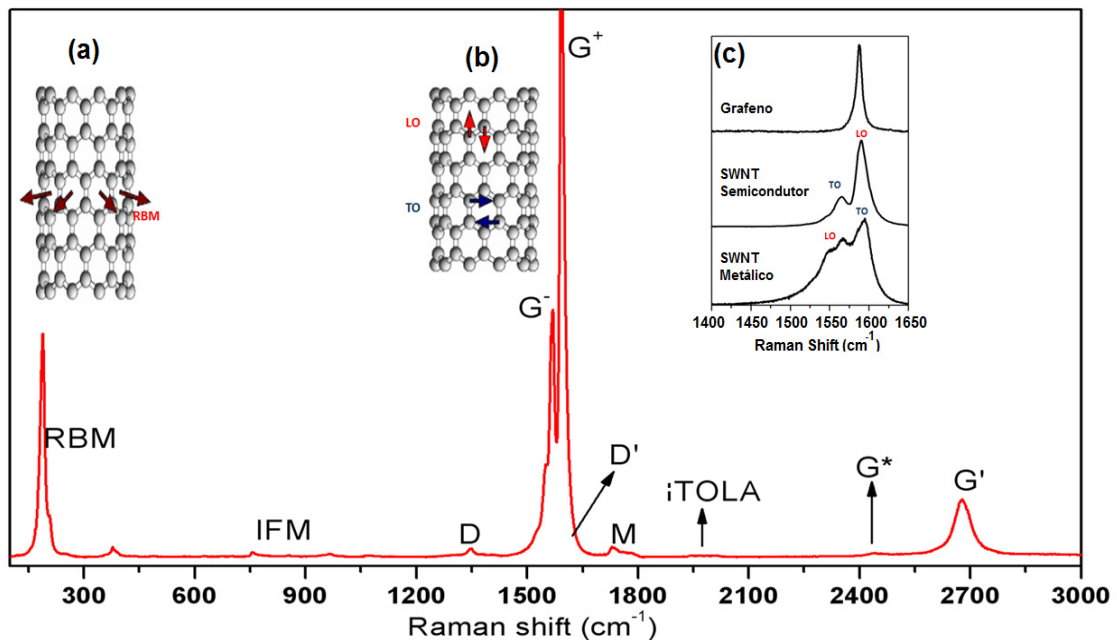 (a)
(b)
(c)
G⁺
Grafeno
LO
LO
SWNT
Semicondutor
TO
TO
TO
RBM
LO
SWNT
Metálico
G⁻
1400 1450 1500 1550 1600 1650
Raman Shift (cm⁻¹)
RBM
D'
iTOLA
G*
G'
IFM
D
M
300 600 900 1200 1500 1800 2100 2400 2700 3000
Raman shift (cm⁻¹)